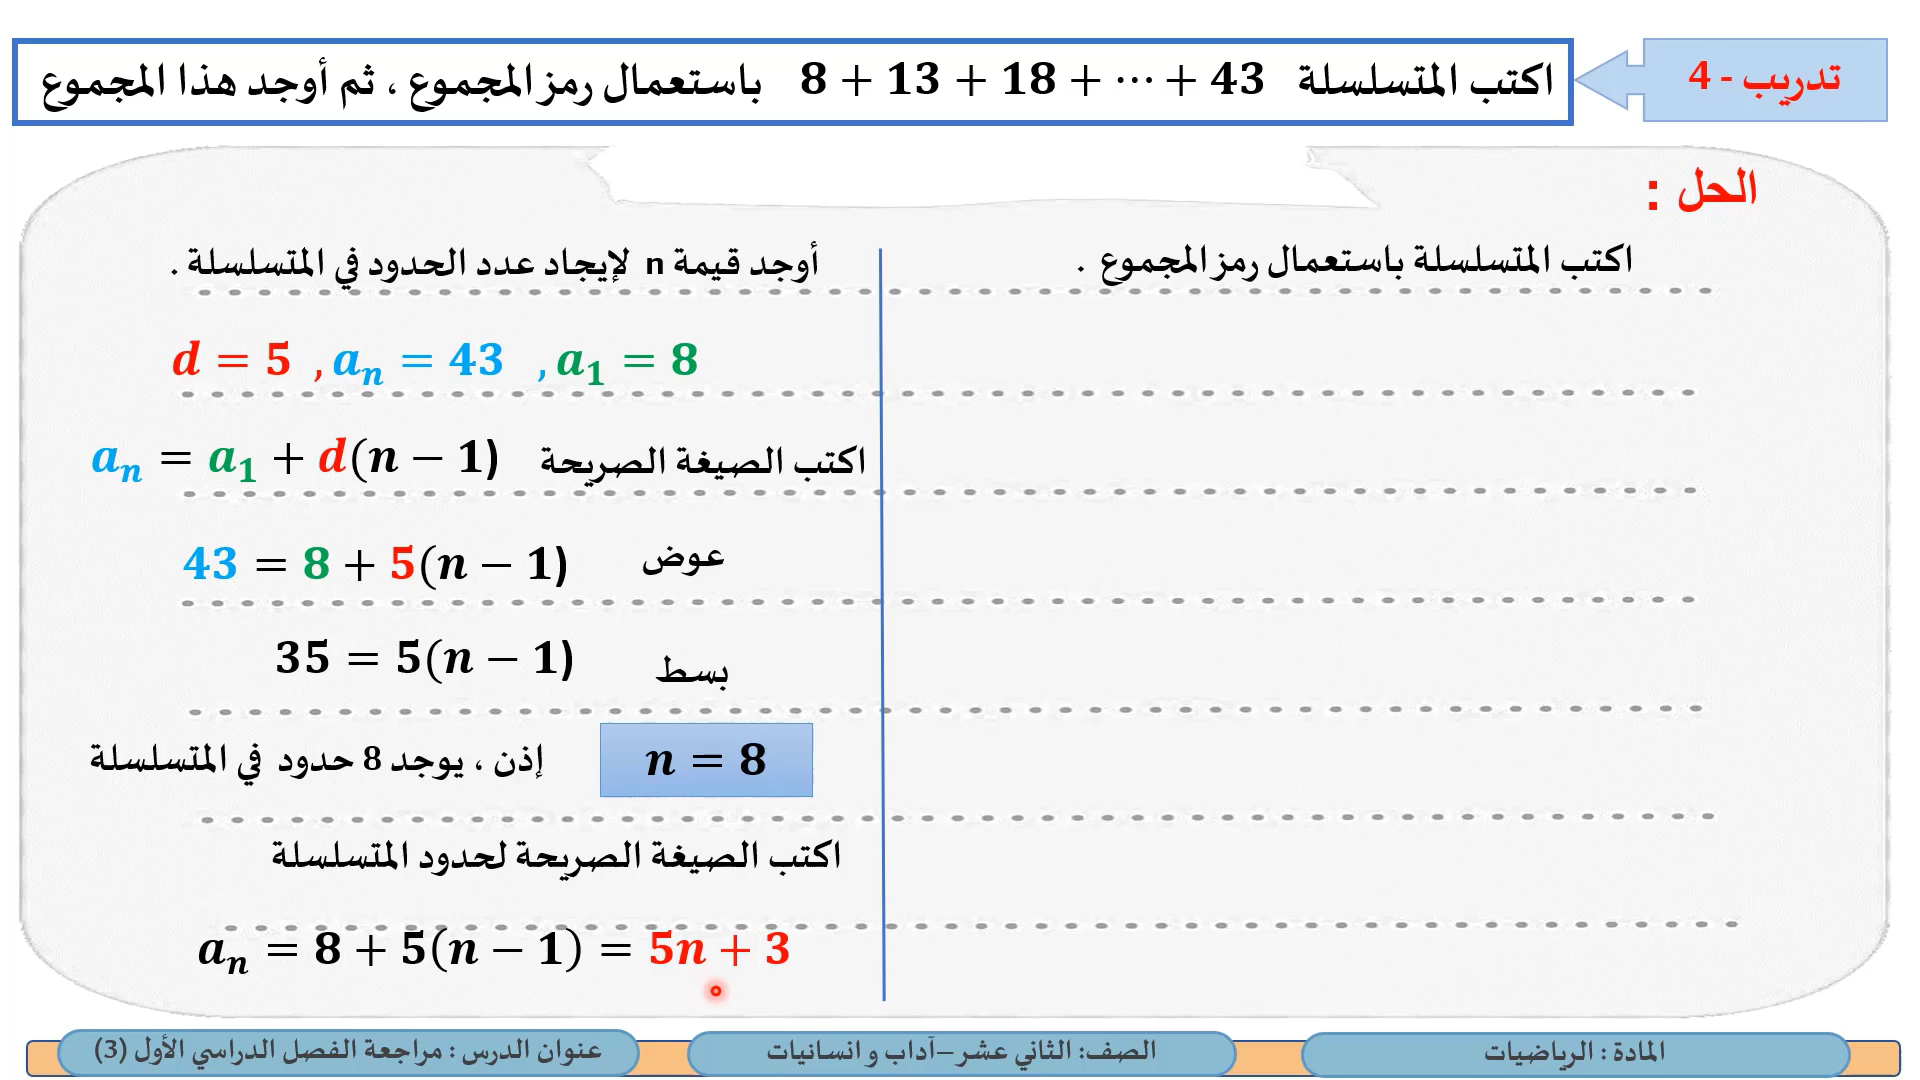 تدريب - 4
اكتب المتسلسلة 8 + 13 + 18 + ⋯ + 43 باستعمال رمز المجموع ، ثم أوجد هذا المجموع
الحل :
اكتب المتسلسلة باستعمال رمز المجموع .
أوجد قيمة n لإيجاد عدد الحدود في المتسلسلة .
d = 5 , aₙ = 43 , a₁ = 8
aₙ = a₁ + d(n − 1) اكتب الصيغة الصريحة
43 = 8 + 5(n − 1) عوض
35 = 5(n − 1) بسط
n = 8 إذن ، يوجد 8 حدود في المتسلسلة
اكتب الصيغة الصريحة لحدود المتسلسلة
aₙ = 8 + 5(n − 1) = 5n + 3
المادة : الرياضيات
الصف: الثاني عشر –آداب و انسانيات
عنوان الدرس : مراجعة الفصل الدراسي الأول (3)